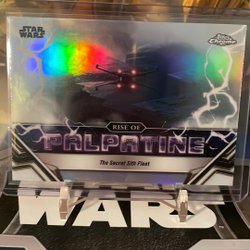 STAR
WARS
Topps
Chrome
RISE OF
PALPATINE
The Secret Sith Fleet
WARS